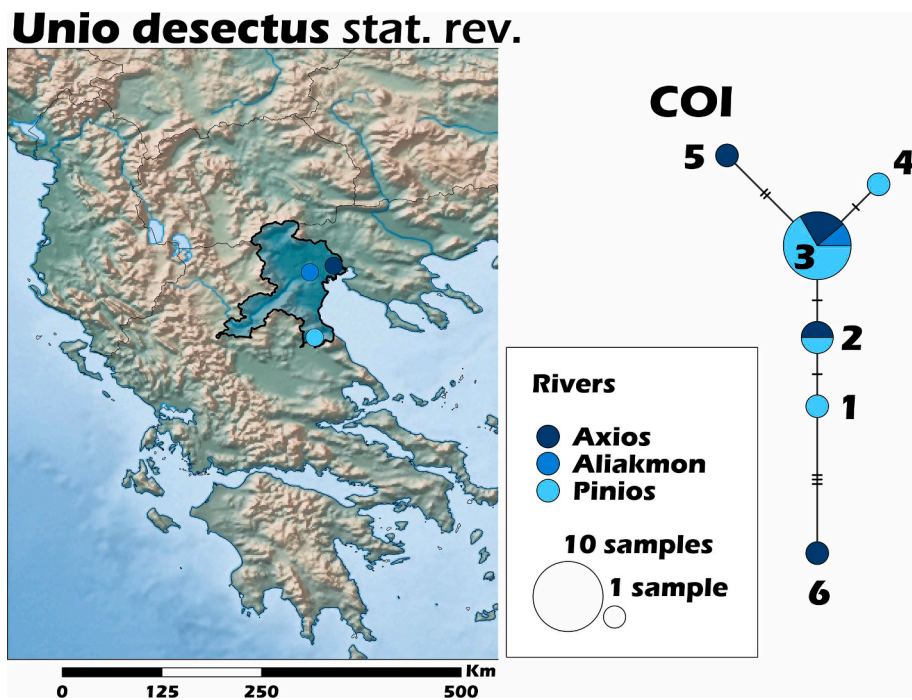 Unio desectus stat. rev.
COI
5
4
3
2
1
6
Rivers
Axios
Aliakmon
Pinios
10 samples
1 sample
Km
0 125 250 500